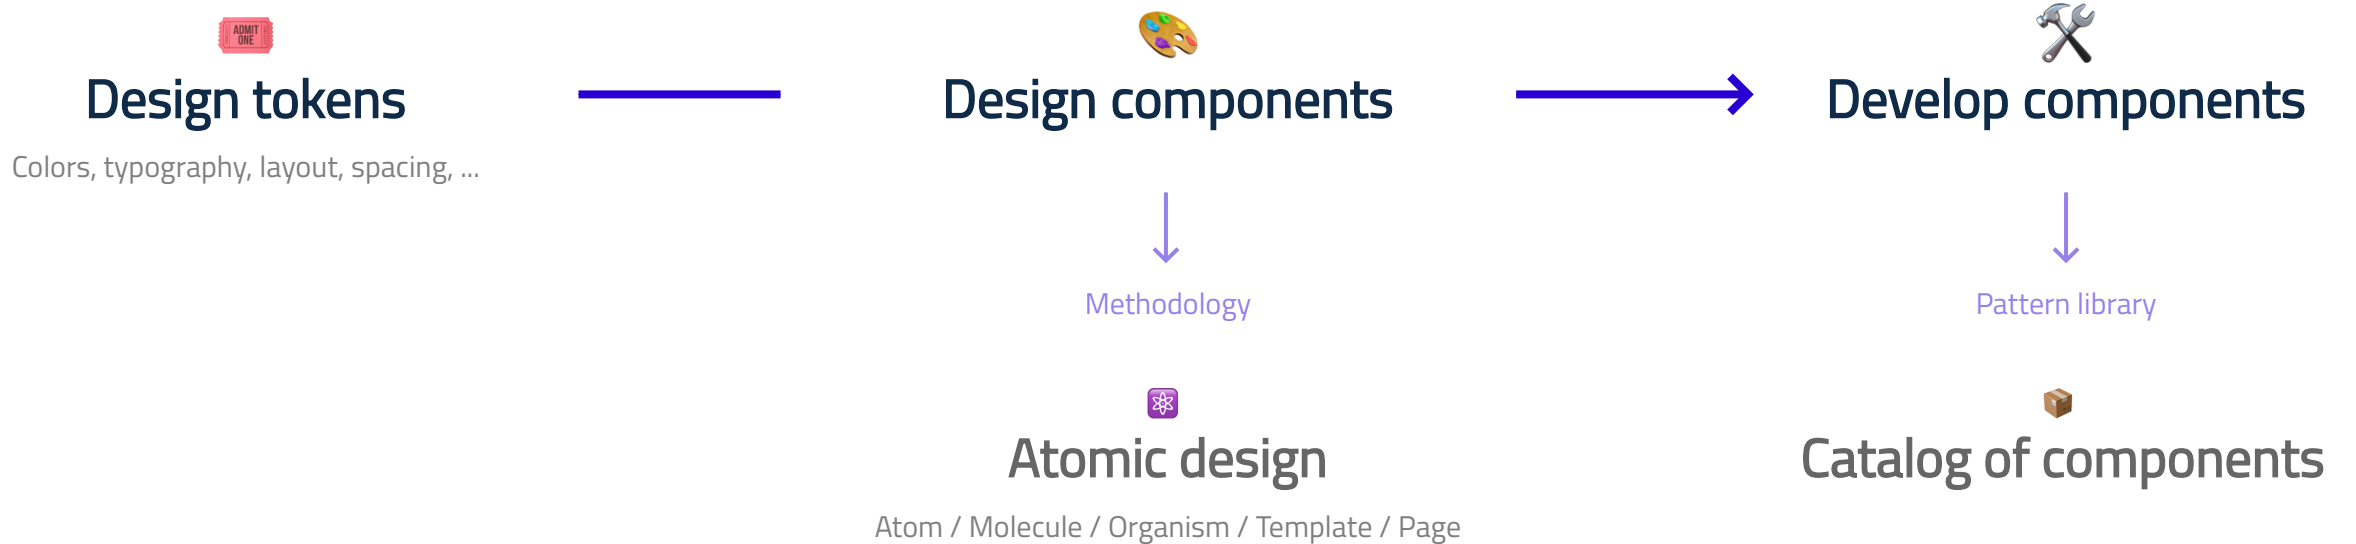 ADMIT
ONE
Design tokens
Design components
Develop components
Colors, typography, layout, spacing, ...
Methodology
Pattern library
Atomic design
Catalog of components
Atom / Molecule / Organism / Template / Page